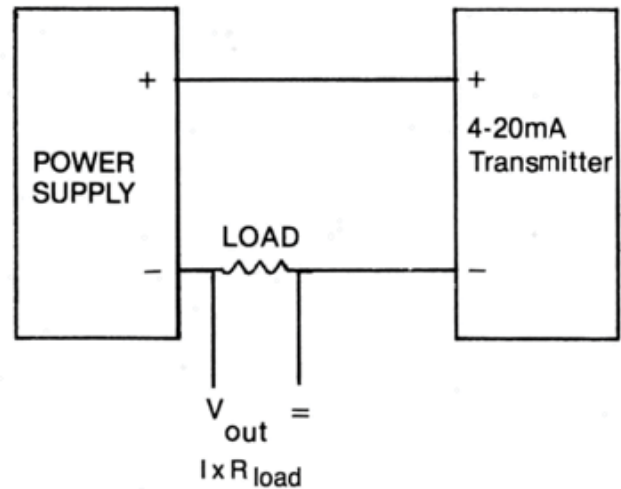 +
+
POWER
SUPPLY
4-20mA
Transmitter
LOAD
−
−
V out =
I x R load